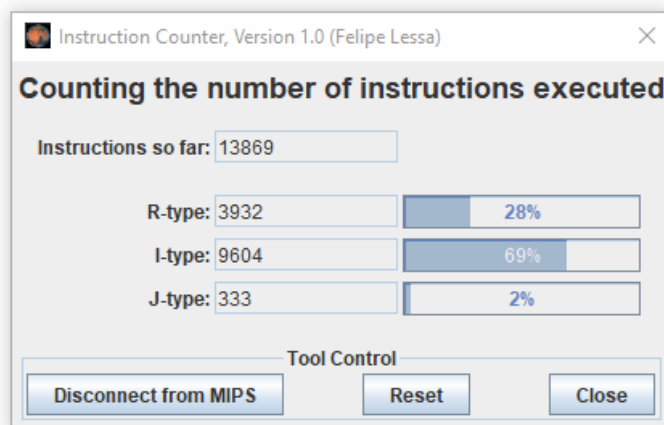 Instruction Counter, Version 1.0 (Felipe Lessa)
Counting the number of instructions executed
Instructions so far: 13869
R-type: 3932 28%
I-type: 9604 69%
J-type: 333 2%
Tool Control
Disconnect from MIPS Reset Close